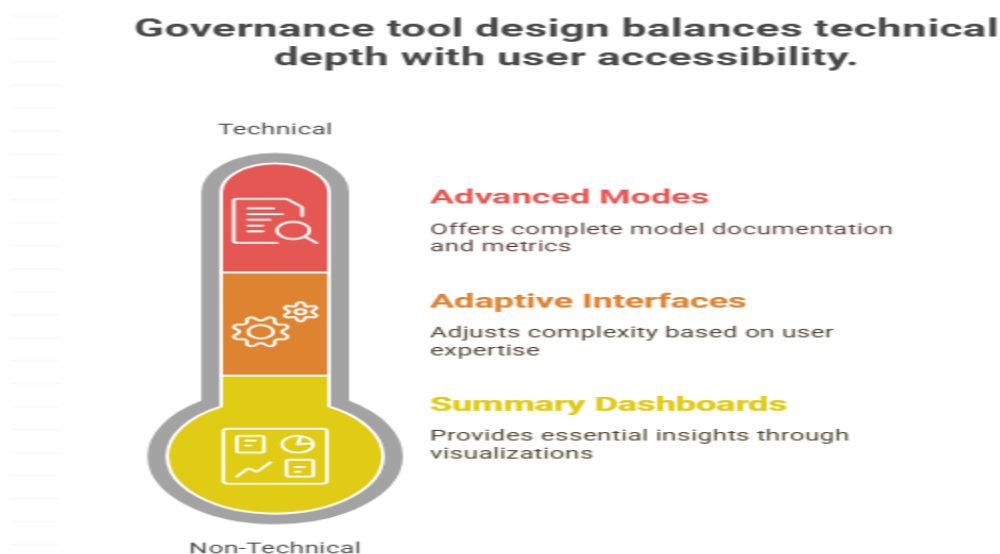 Governance tool design balances technical
depth with user accessibility.
Technical
Advanced Modes
Offers complete model documentation
and metrics
Adaptive Interfaces
Adjusts complexity based on user
expertise
Summary Dashboards
Provides essential insights through
visualizations
Non-Technical